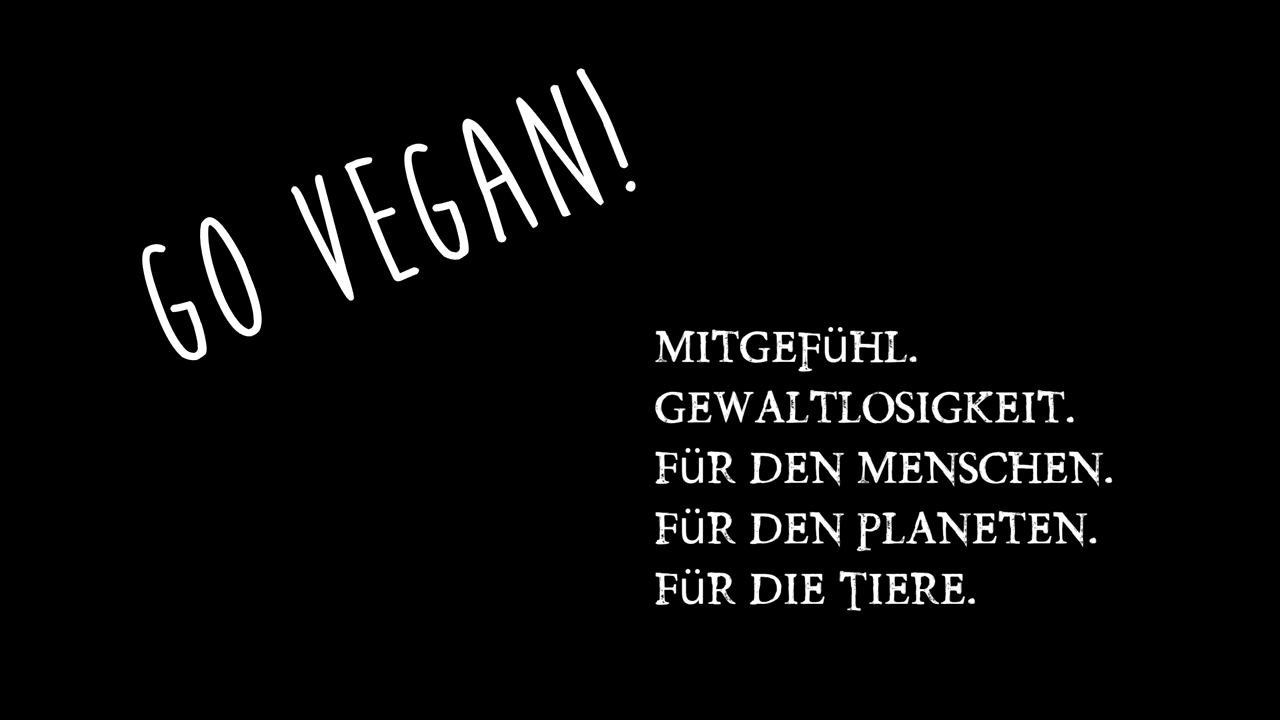 GO VEGAN!
MITGEFÜHL.
GEWALTLOSIGKEIT.
FÜR DEN MENSCHEN.
FÜR DEN PLANETEN.
FÜR DIE TIERE.